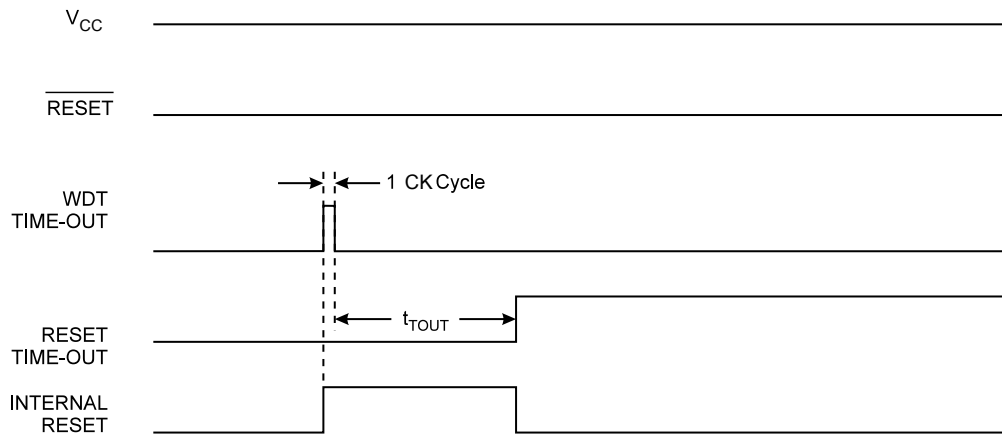 VCC
RESET
1 CK Cycle
WDT
TIME-OUT
tTOUT
RESET
TIME-OUT
INTERNAL
RESET